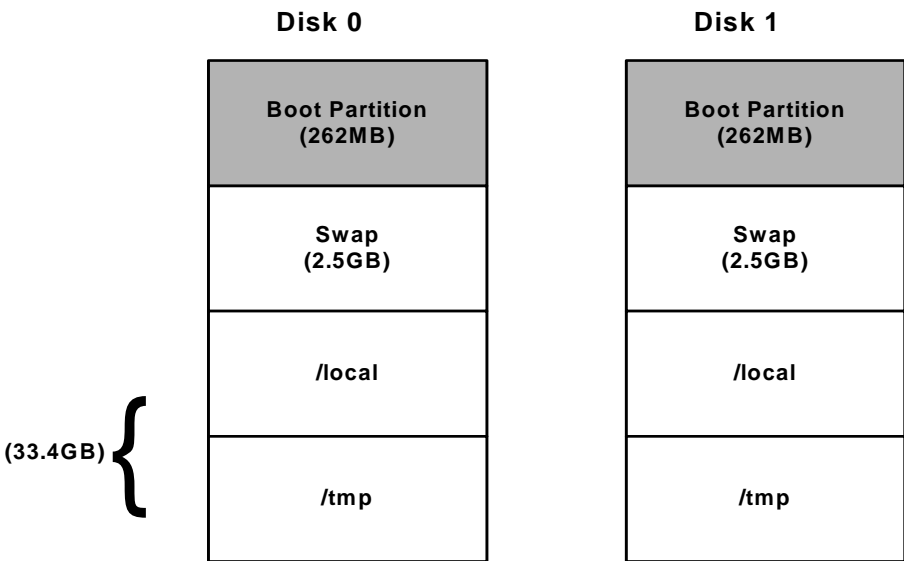 Disk 0
Disk 1
Boot Partition
(262MB)
Boot Partition
(262MB)
Swap
(2.5GB)
Swap
(2.5GB)
/local
/local
(33.4GB)
/tmp
/tmp